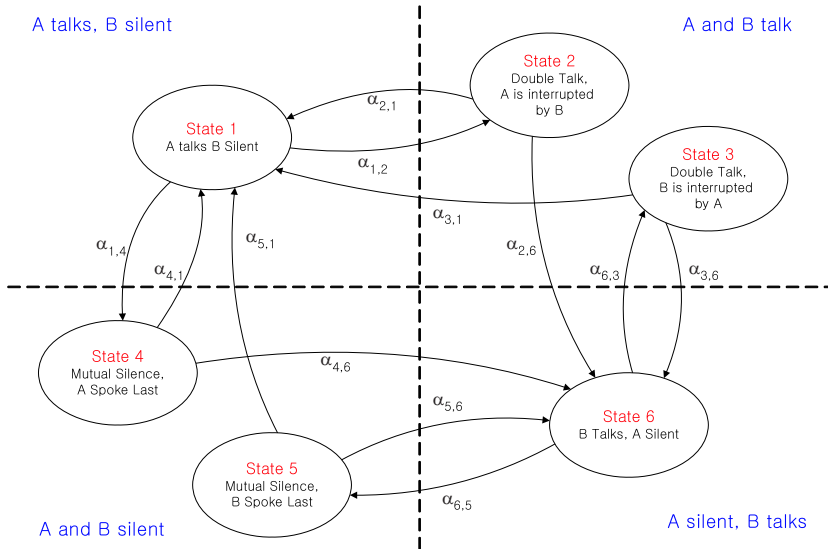 A talks, B silent
A and B talk
State 2
Double Talk,
A is interrupted
by B
State 1
A talks B Silent
α2,1
α1,2
State 3
Double Talk,
B is interrupted
by A
α3,1
α1,4
α4,1
α5,1
α2,6
α6,3
α3,6
State 4
Mutual Silence,
A Spoke Last
α4,6
α5,6
State 6
B Talks, A Silent
State 5
Mutual Silence,
B Spoke Last
α6,5
A and B silent
A silent, B talks